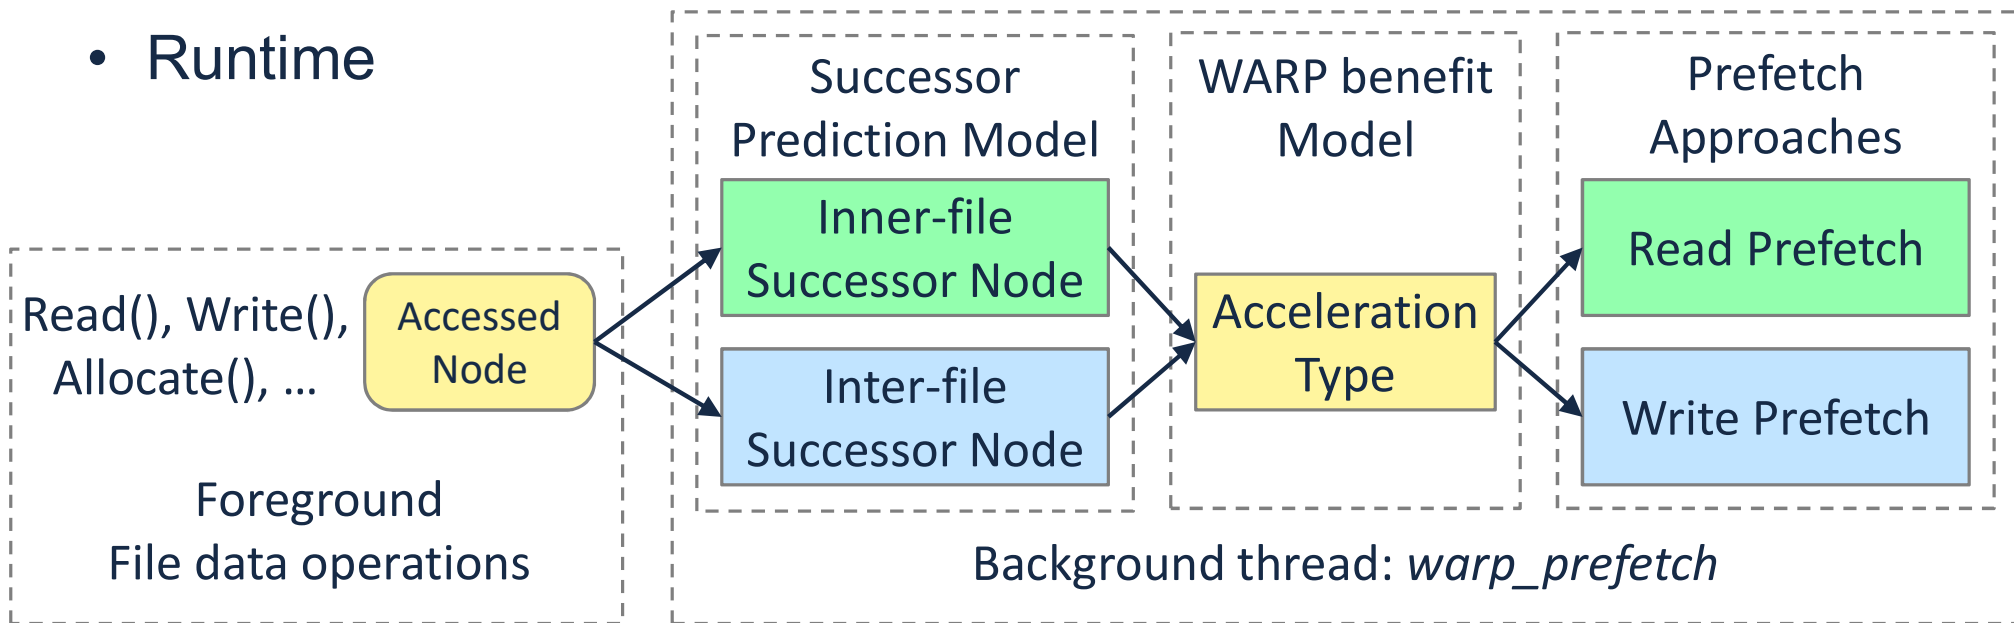 • Runtime
Read(), Write(),
Allocate(), ...
Accessed
Node
Foreground
File data operations
Successor
Prediction Model
Inner-file
Successor Node
Inter-file
Successor Node
WARP benefit
Model
Acceleration
Type
Prefetch
Approaches
Read Prefetch
Write Prefetch
Background thread: warp_prefetch